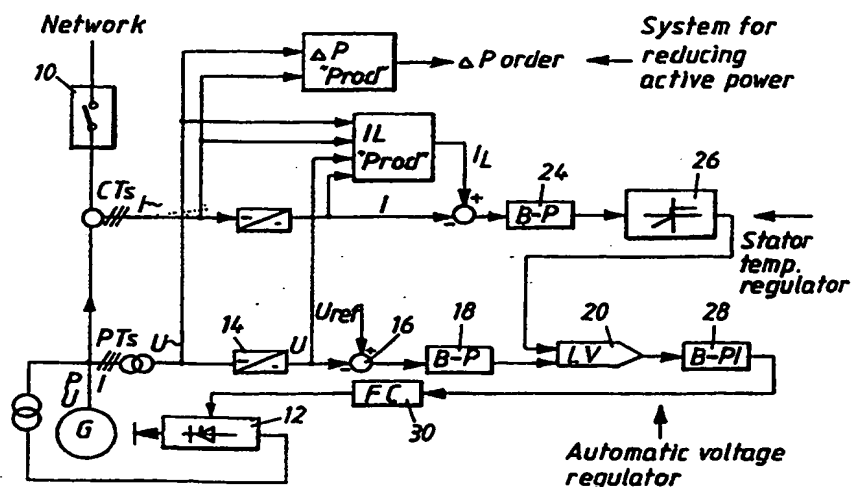 Network
10
ΔP
"Prod"
ΔP order
System for
reducing
active power
IL
"Prod"
IL
CTs
I~
I
+
-
24
B-P
26
Stator
temp.
regulator
PTs
U~
14
U
Uref
+
-
16
18
B-P
20
LV
28
B-PI
P
U
I
G
12
F.C.
30
Automatic voltage
regulator